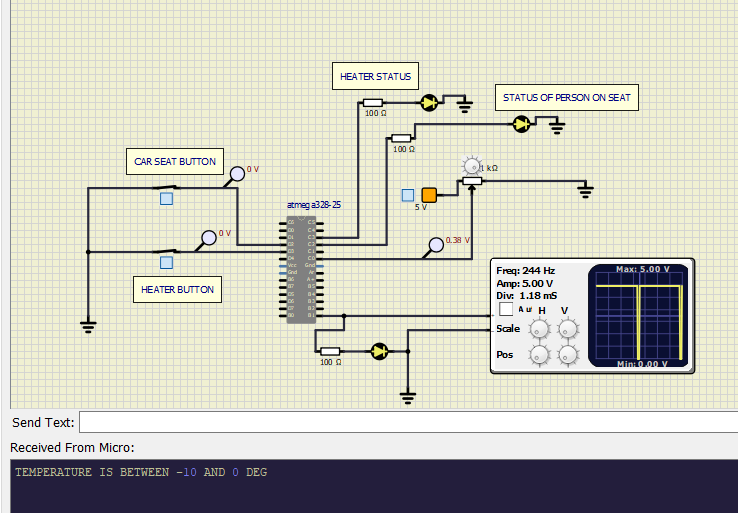 HEATER STATUS
STATUS OF PERSON ON SEAT
100 Ω
100 Ω
CAR SEAT BUTTON
0 V
1 kΩ
5 V
atmega328-25
0 V
0.38 V
HEATER BUTTON
Freq: 244 Hz
Amp: 5.00 V
Div: 1.18 mS
H V
Scale
Pos
Max: 5.00 V
Min: 0.00 V
100 Ω
Send Text:
Received From Micro:
TEMPERATURE IS BETWEEN -10 AND 0 DEG